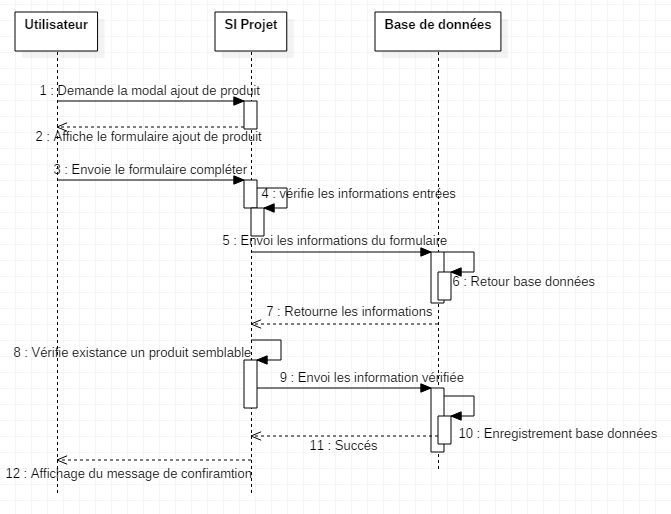 Utilisateur
SI Projet
Base de données
1 : Demande la modal ajout de produit
2 : Affiche le formulaire ajout de produit
3 : Envoie le formulaire compléter
4 : vérifie les informations entrées
5 : Envoi les informations du formulaire
6 : Retour base données
7 : Retourne les informations
8 : Vérifie existance un produit semblable
9 : Envoi les information vérifiée
10 : Enregistrement base données
11 : Succés
12 : Affichage du message de confiramtion